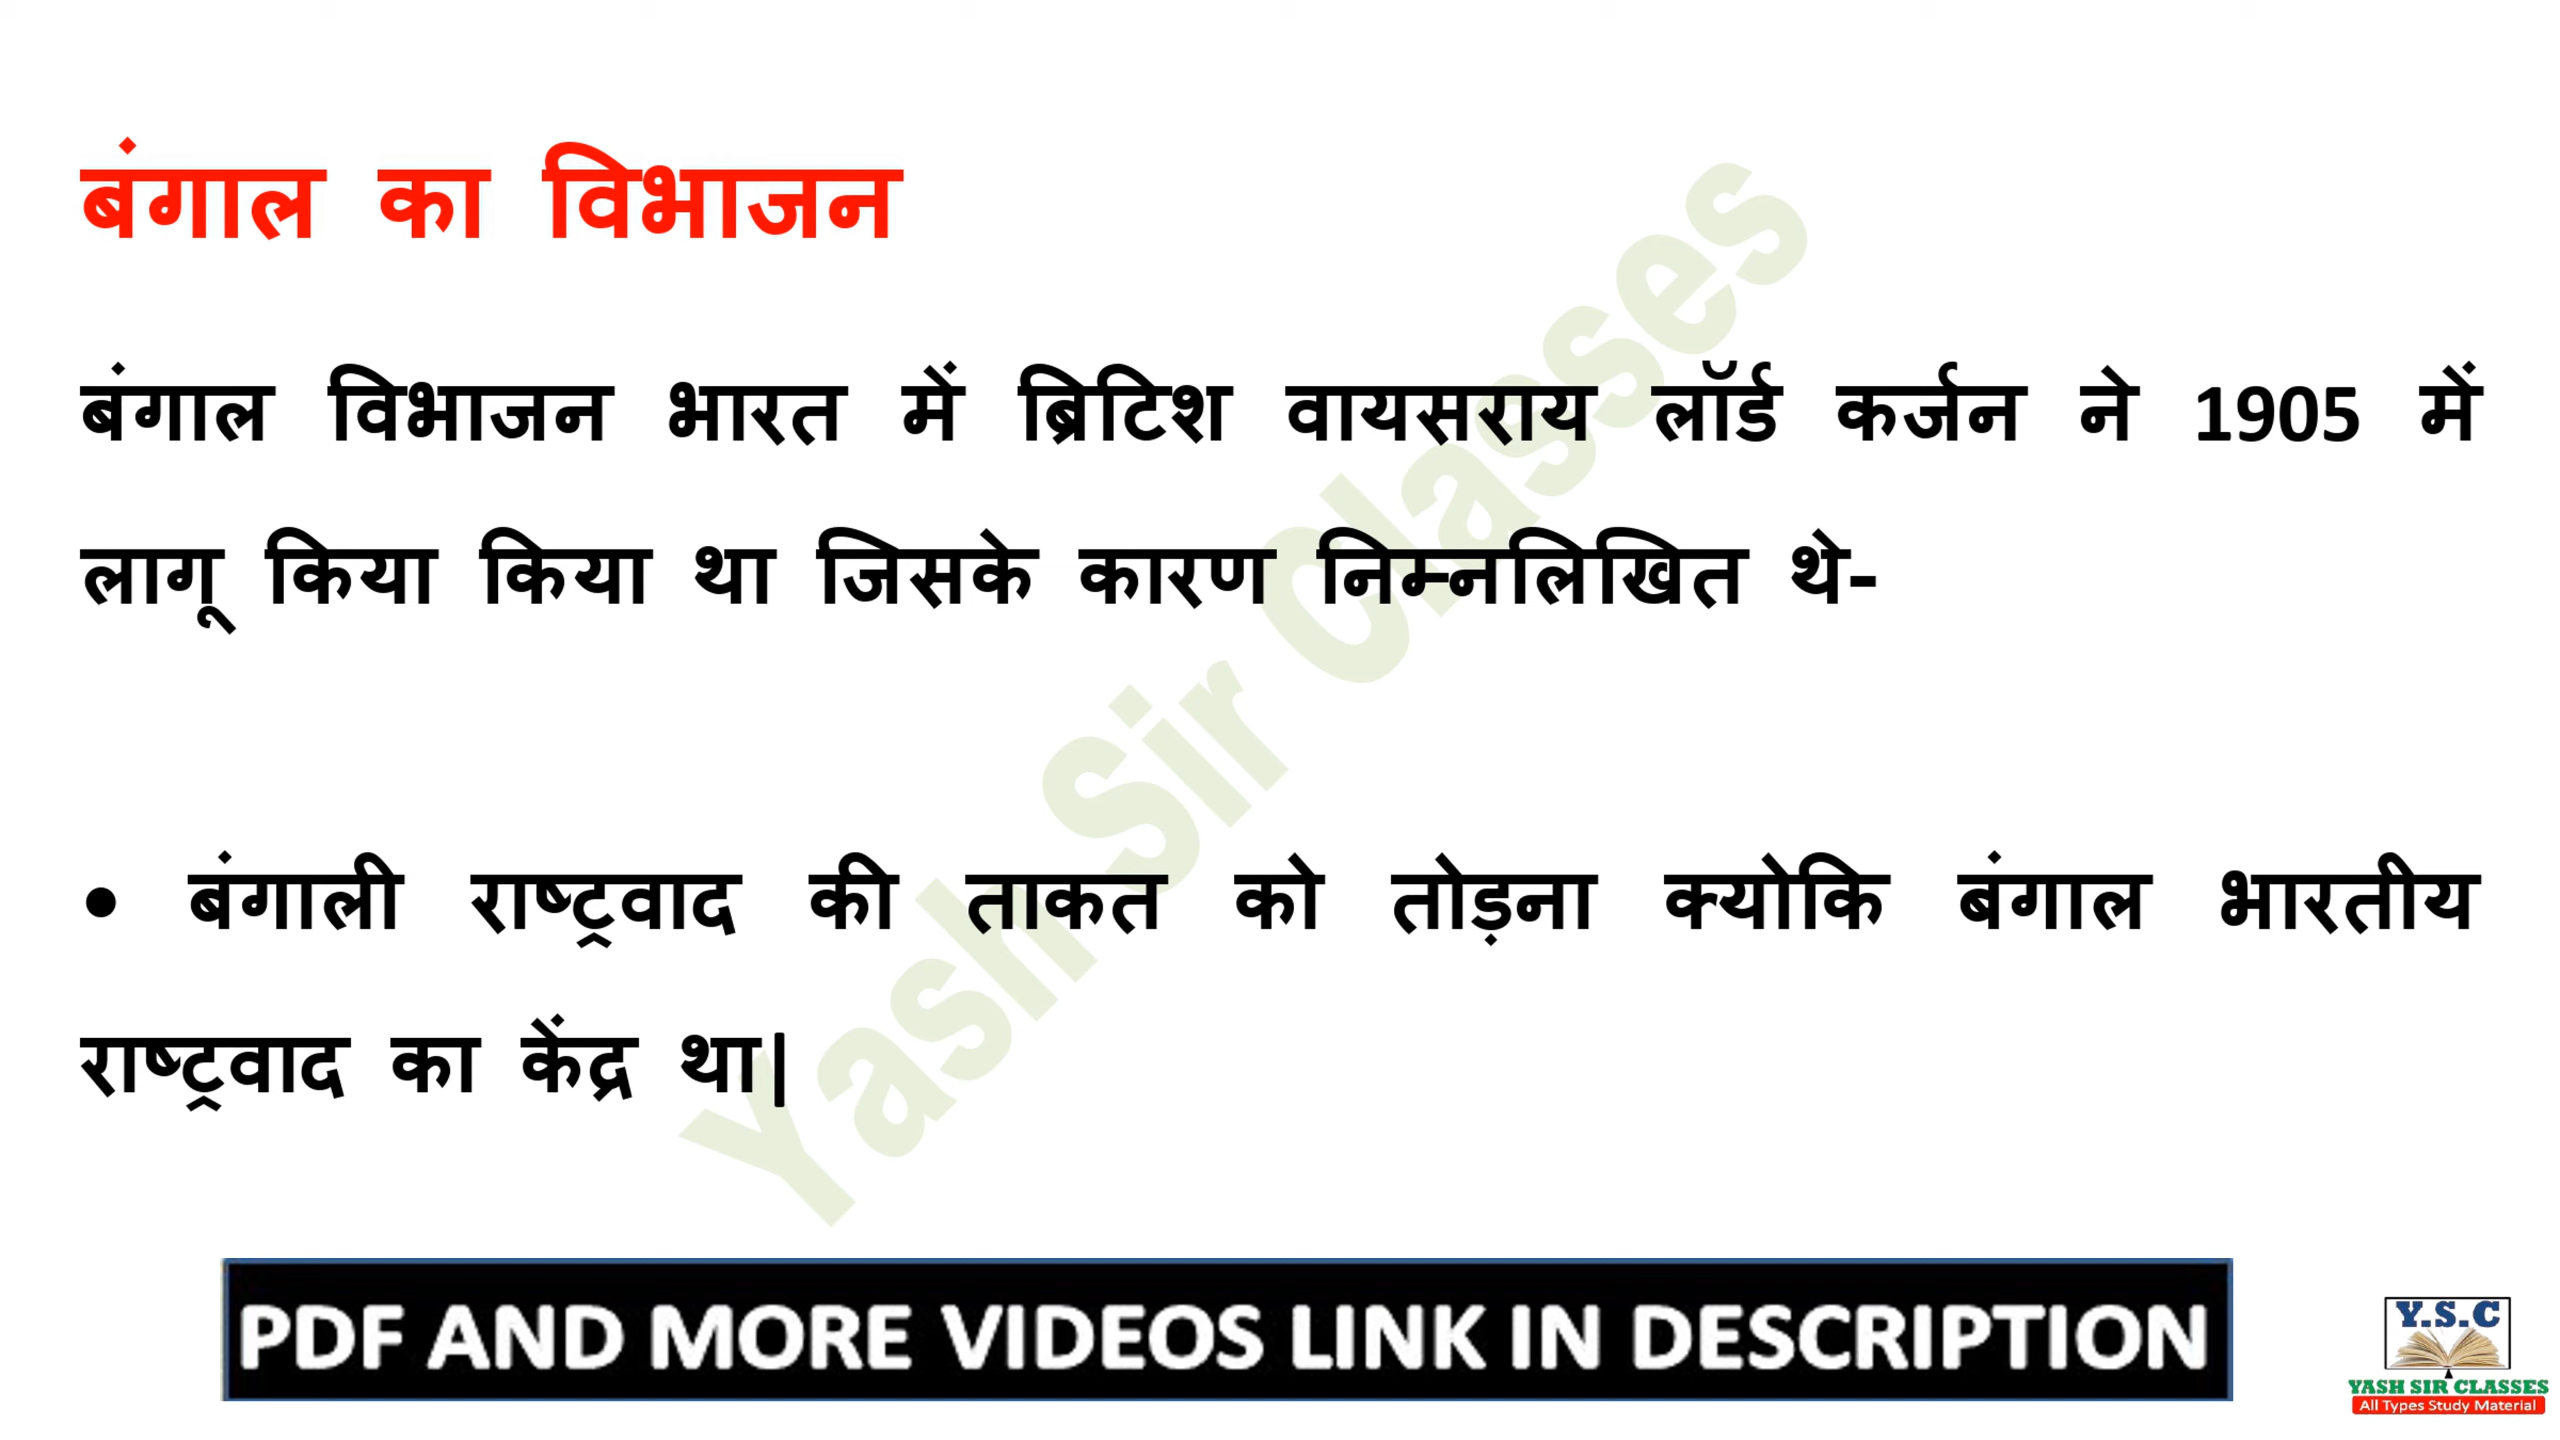 बंगाल का विभाजन
बंगाल विभाजन भारत में ब्रिटिश वायसराय लॉर्ड कर्जन ने 1905 में
लागू किया किया था जिसके कारण निम्नलिखित थे-
• बंगाली राष्ट्रवाद की ताकत को तोड़ना क्योकि बंगाल भारतीय
राष्ट्रवाद का केंद्र था|
Yash Sir Classes
PDF AND MORE VIDEOS LINK IN DESCRIPTION
Y.S.C
YASH SIR CLASSES
All Types Study Material